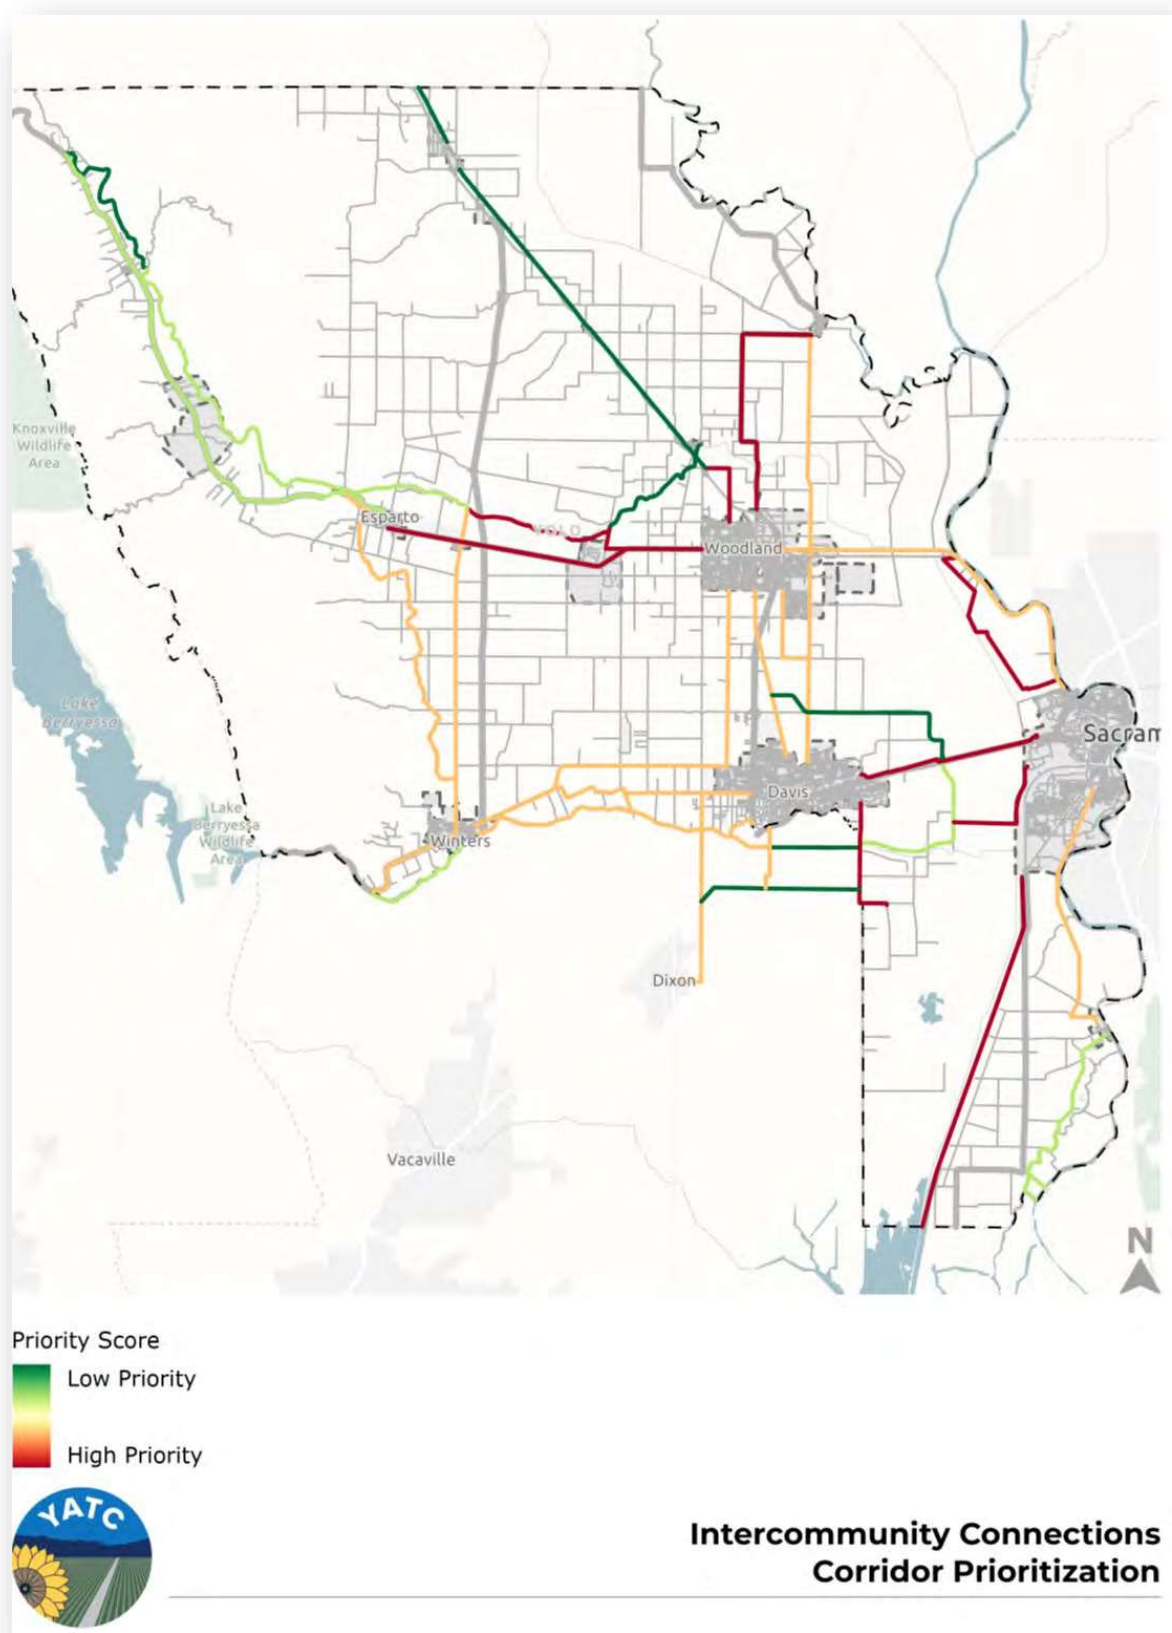 Knoxville
Wildlife
Area
Esparto
YOLO
Woodland
Lake
Berryessa
Sacram
Davis
Lake
Berryessa
Wildlife
Area
Winters
Dixon
Vacaville
N
Priority Score
Low Priority
High Priority
YATC
Intercommunity Connections
Corridor Prioritization